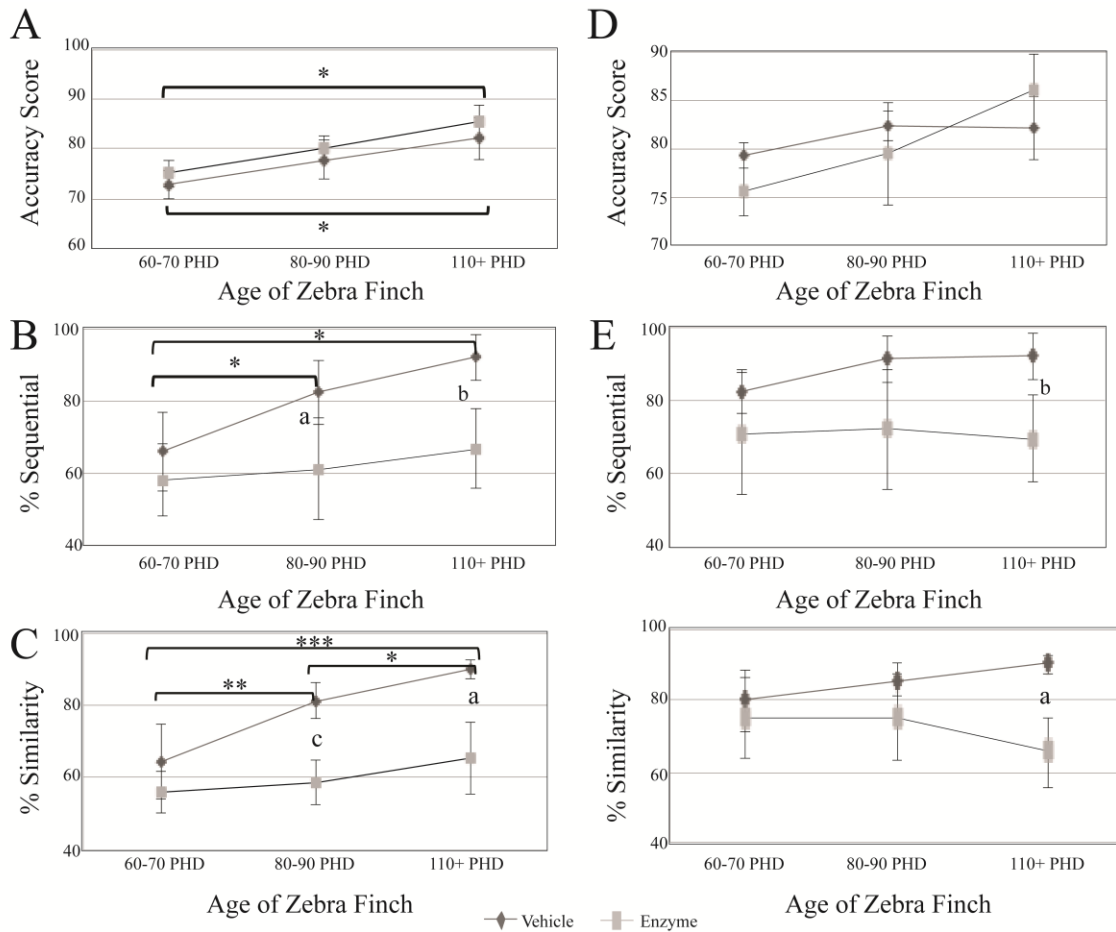 A
100
90
80
70
60
Accuracy Score
*
*
60-70 PHD 80-90 PHD 110+ PHD
Age of Zebra Finch
B
100
80
60
40
% Sequential
*
*
a
b
60-70 PHD 80-90 PHD 110+ PHD
Age of Zebra Finch
C
100
80
60
40
% Similarity
***
**
*
c
a
60-70 PHD 80-90 PHD 110+ PHD
Age of Zebra Finch
D
90
85
80
75
70
Accuracy Score
60-70 PHD 80-90 PHD 110+ PHD
Age of Zebra Finch
E
100
80
60
40
% Sequential
b
60-70 PHD 80-90 PHD 110+ PHD
Age of Zebra Finch
100
80
60
40
% Similarity
a
60-70 PHD 80-90 PHD 110+ PHD
Age of Zebra Finch
Vehicle Enzyme